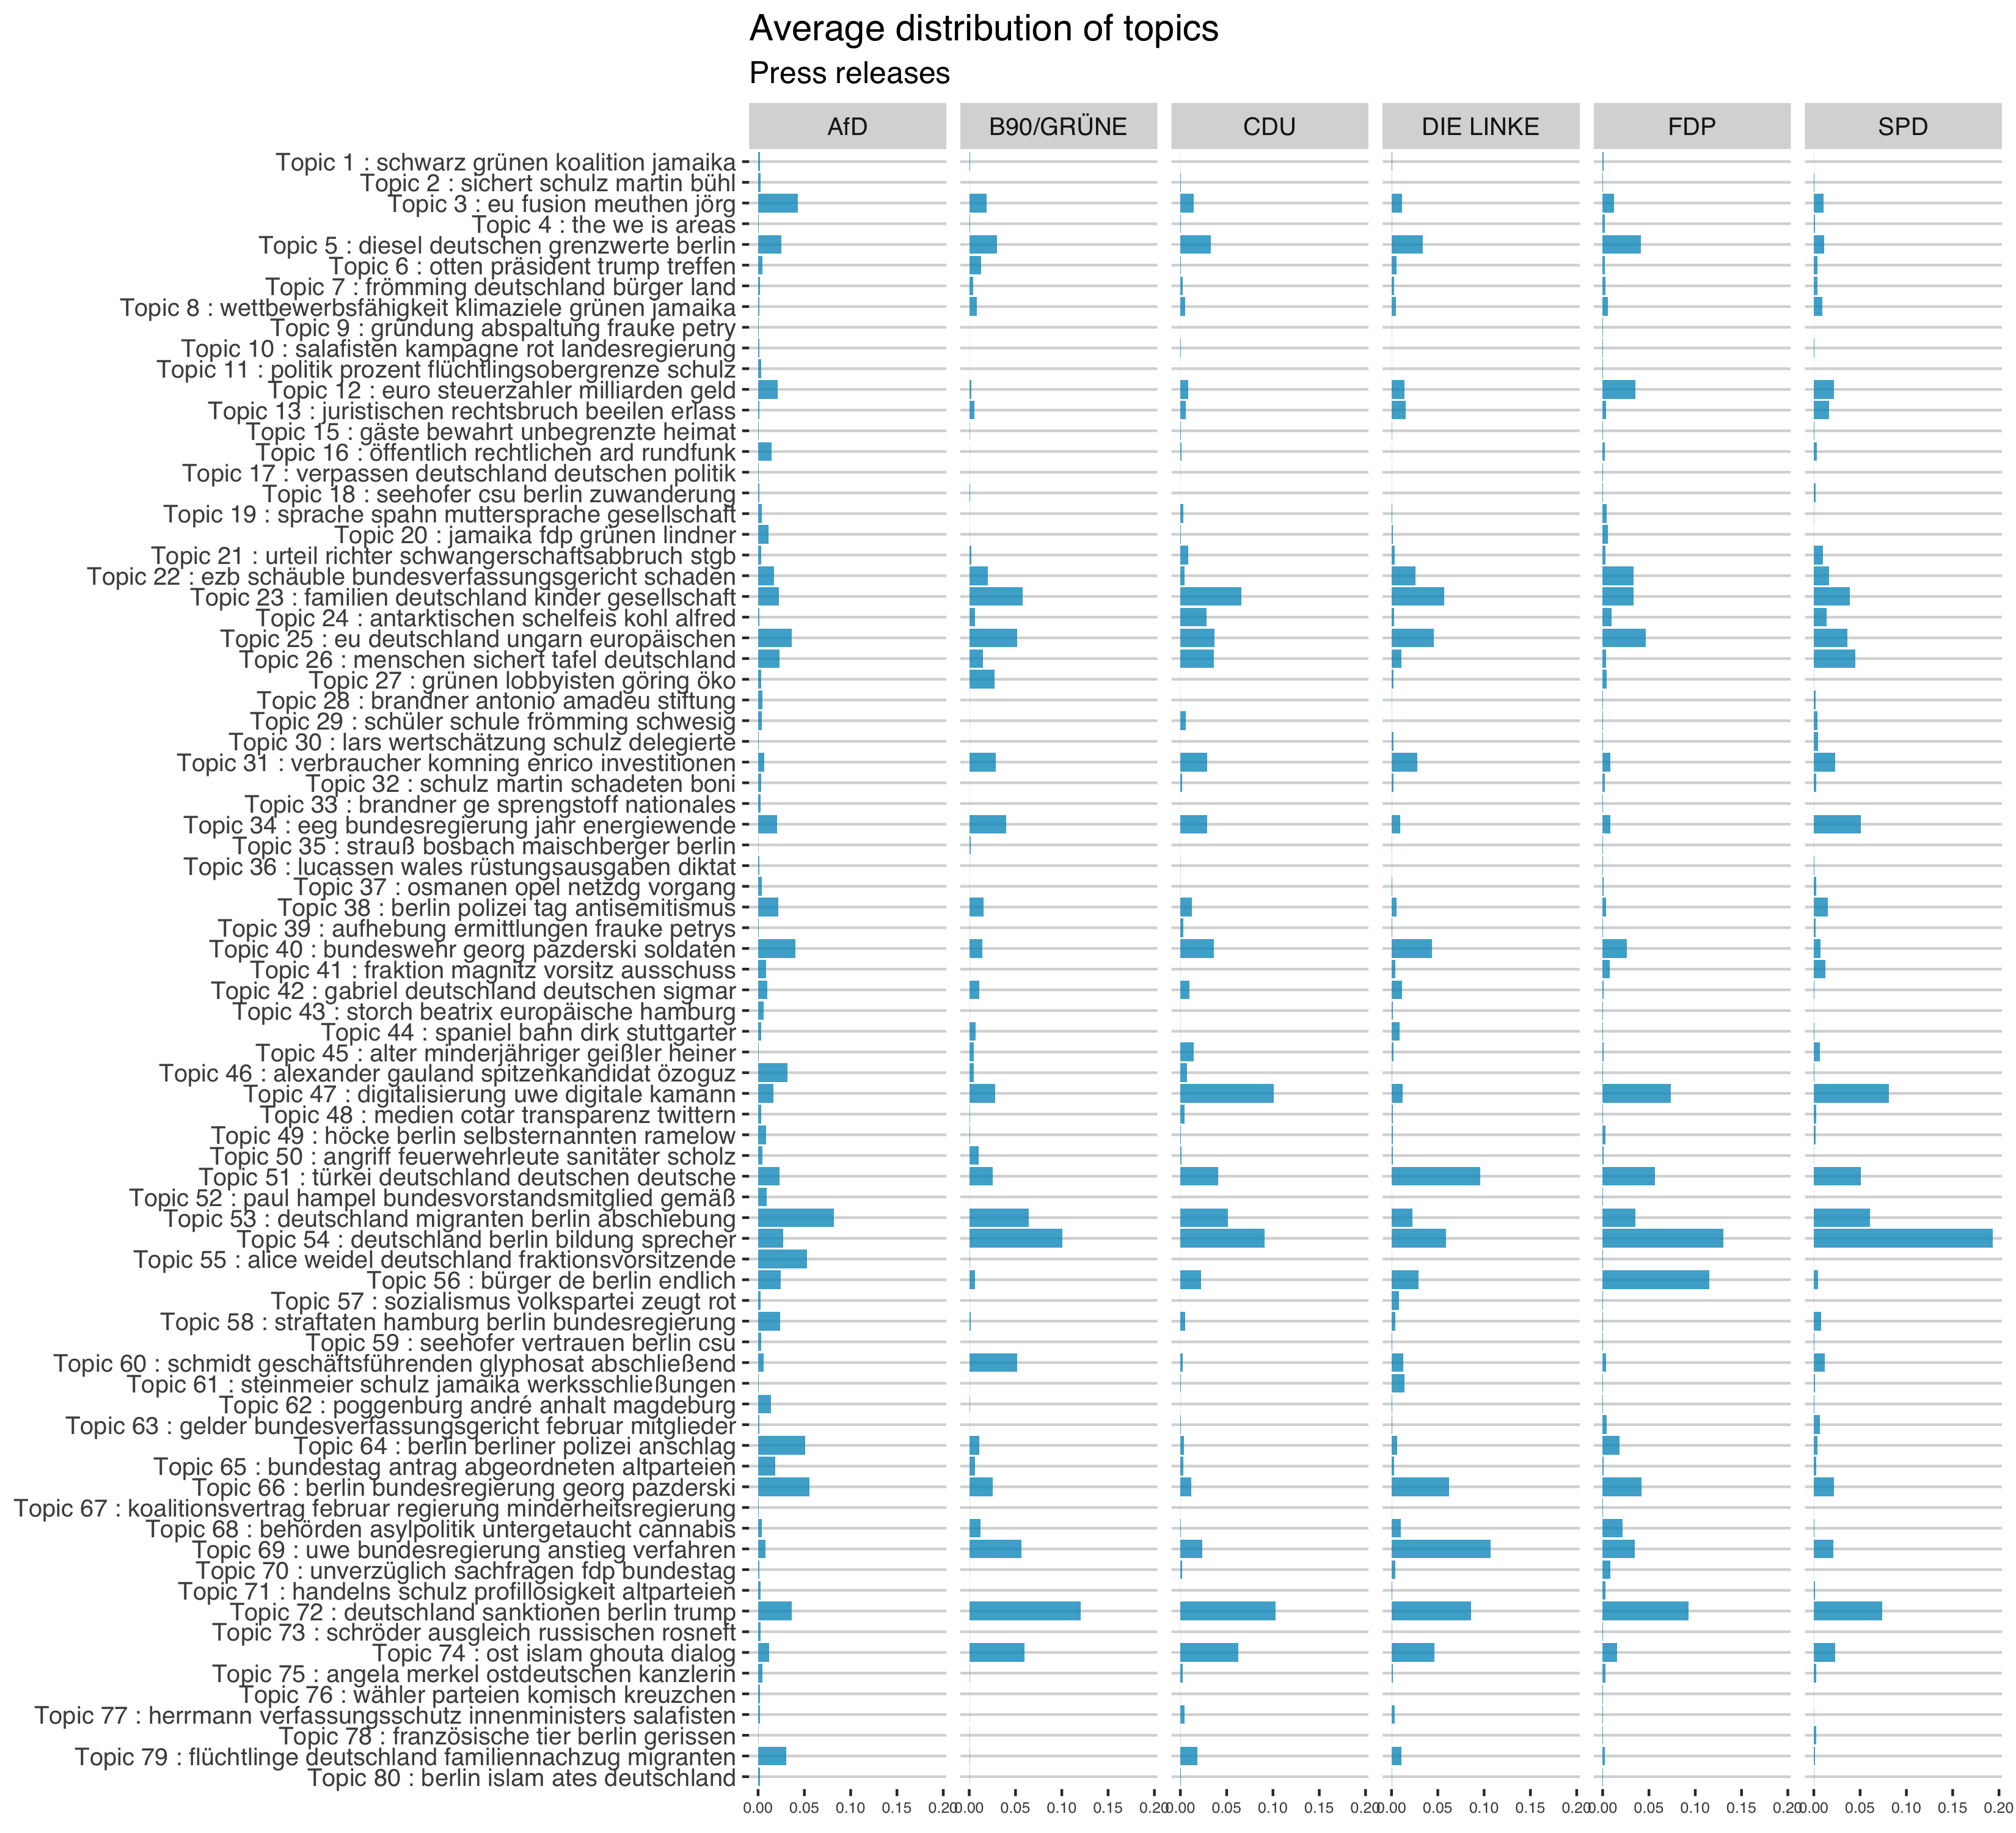 Average distribution of topics
Press releases
AfD B90/GRÜNE CDU DIE LINKE FDP SPD
Topic 1 : schwarz grünen koalition jamaika
Topic 2 : sichert schulz martin bühl
Topic 3 : eu fusion meuthen jörg
Topic 4 : the we is areas
Topic 5 : diesel deutschen grenzwerte berlin
Topic 6 : otten präsident trump treffen
Topic 7 : frömming deutschland bürger land
Topic 8 : wettbewerbsfähigkeit klimaziele grünen jamaika
Topic 9 : gründung abspaltung frauke petry
Topic 10 : salafisten kampagne rot landesregierung
Topic 11 : politik prozent flüchtlingsobergrenze schulz
Topic 12 : euro steuerzahler milliarden geld
Topic 13 : juristischen rechtsbruch beeilen erlass
Topic 15 : gäste bewahrt unbegrenzte heimat
Topic 16 : öffentlich rechtlichen ard rundfunk
Topic 17 : verpassen deutschland deutschen politik
Topic 18 : seehofer csu berlin zuwanderung
Topic 19 : sprache spahn muttersprache gesellschaft
Topic 20 : jamaika fdp grünen lindner
Topic 21 : urteil richter schwangerschaftsabbruch stgb
Topic 22 : ezb schäuble bundesverfassungsgericht schaden
Topic 23 : familien deutschland kinder gesellschaft
Topic 24 : antarktischen schelfeis kohl alfred
Topic 25 : eu deutschland ungarn europäischen
Topic 26 : menschen sichert tafel deutschland
Topic 27 : grünen lobbyisten göring öko
Topic 28 : brandner antonio amadeu stiftung
Topic 29 : schüler schule frömming schwesig
Topic 30 : lars wertschätzung schulz delegierte
Topic 31 : verbraucher komning enrico investitionen
Topic 32 : schulz martin schadeten boni
Topic 33 : brandner ge sprengstoff nationales
Topic 34 : eeg bundesregierung jahr energiewende
Topic 35 : strauß bosbach maischberger berlin
Topic 36 : lucassen wales rüstungsausgaben diktat
Topic 37 : osmanen opel netzdg vorgang
Topic 38 : berlin polizei tag antisemitismus
Topic 39 : aufhebung ermittlungen frauke petrys
Topic 40 : bundeswehr georg pazderski soldaten
Topic 41 : fraktion magnitz vorsitz ausschuss
Topic 42 : gabriel deutschland deutschen sigmar
Topic 43 : storch beatrix europäische hamburg
Topic 44 : spaniel bahn dirk stuttgarter
Topic 45 : alter minderjähriger geißler heiner
Topic 46 : alexander gauland spitzenkandidat özoguz
Topic 47 : digitalisierung uwe digitale kamann
Topic 48 : medien cotar transparenz twittern
Topic 49 : höcke berlin selbsternannten ramelow
Topic 50 : angriff feuerwehrleute sanitäter scholz
Topic 51 : türkei deutschland deutschen deutsche
Topic 52 : paul hampel bundesvorstandsmitglied gemäß
Topic 53 : deutschland migranten berlin abschiebung
Topic 54 : deutschland berlin bildung sprecher
Topic 55 : alice weidel deutschland fraktionsvorsitzende
Topic 56 : bürger de berlin endlich
Topic 57 : sozialismus volkspartei zeugt rot
Topic 58 : straftaten hamburg berlin bundesregierung
Topic 59 : seehofer vertrauen berlin csu
Topic 60 : schmidt geschäftsführenden glyphosat abschließend
Topic 61 : steinmeier schulz jamaika werksschließungen
Topic 62 : poggenburg andré anhalt magdeburg
Topic 63 : gelder bundesverfassungsgericht februar mitglieder
Topic 64 : berlin berliner polizei anschlag
Topic 65 : bundestag antrag abgeordneten altparteien
Topic 66 : berlin bundesregierung georg pazderski
Topic 67 : koalitionsvertrag februar regierung minderheitsregierung
Topic 68 : behörden asylpolitik untergetaucht cannabis
Topic 69 : uwe bundesregierung anstieg verfahren
Topic 70 : unverzüglich sachfragen fdp bundestag
Topic 71 : handelns schulz profillosigkeit altparteien
Topic 72 : deutschland sanktionen berlin trump
Topic 73 : schröder ausgleich russischen rosneft
Topic 74 : ost islam ghouta dialog
Topic 75 : angela merkel ostdeutschen kanzlerin
Topic 76 : wähler parteien komisch kreuzchen
Topic 77 : herrmann verfassungsschutz innenministers salafisten
Topic 78 : französische tier berlin gerissen
Topic 79 : flüchtlinge deutschland familiennachzug migranten
Topic 80 : berlin islam ates deutschland
0.00 0.05 0.10 0.15 0.20 0.00 0.05 0.10 0.15 0.20 0.00 0.05 0.10 0.15 0.20 0.00 0.05 0.10 0.15 0.20 0.00 0.05 0.10 0.15 0.20 0.00 0.05 0.10 0.15 0.20